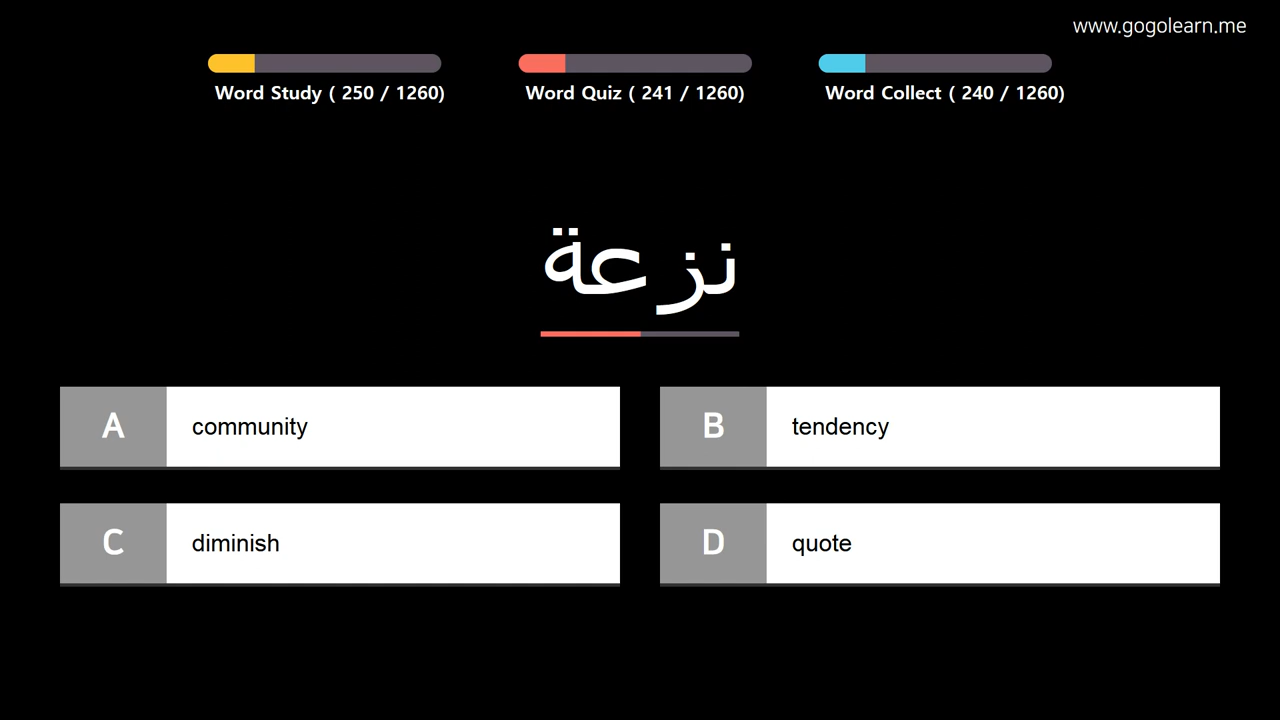 www.gogolearn.me
Word Study ( 250 / 1260)
Word Quiz ( 241 / 1260)
Word Collect ( 240 / 1260)
نزعة
A community
B tendency
C diminish
D quote